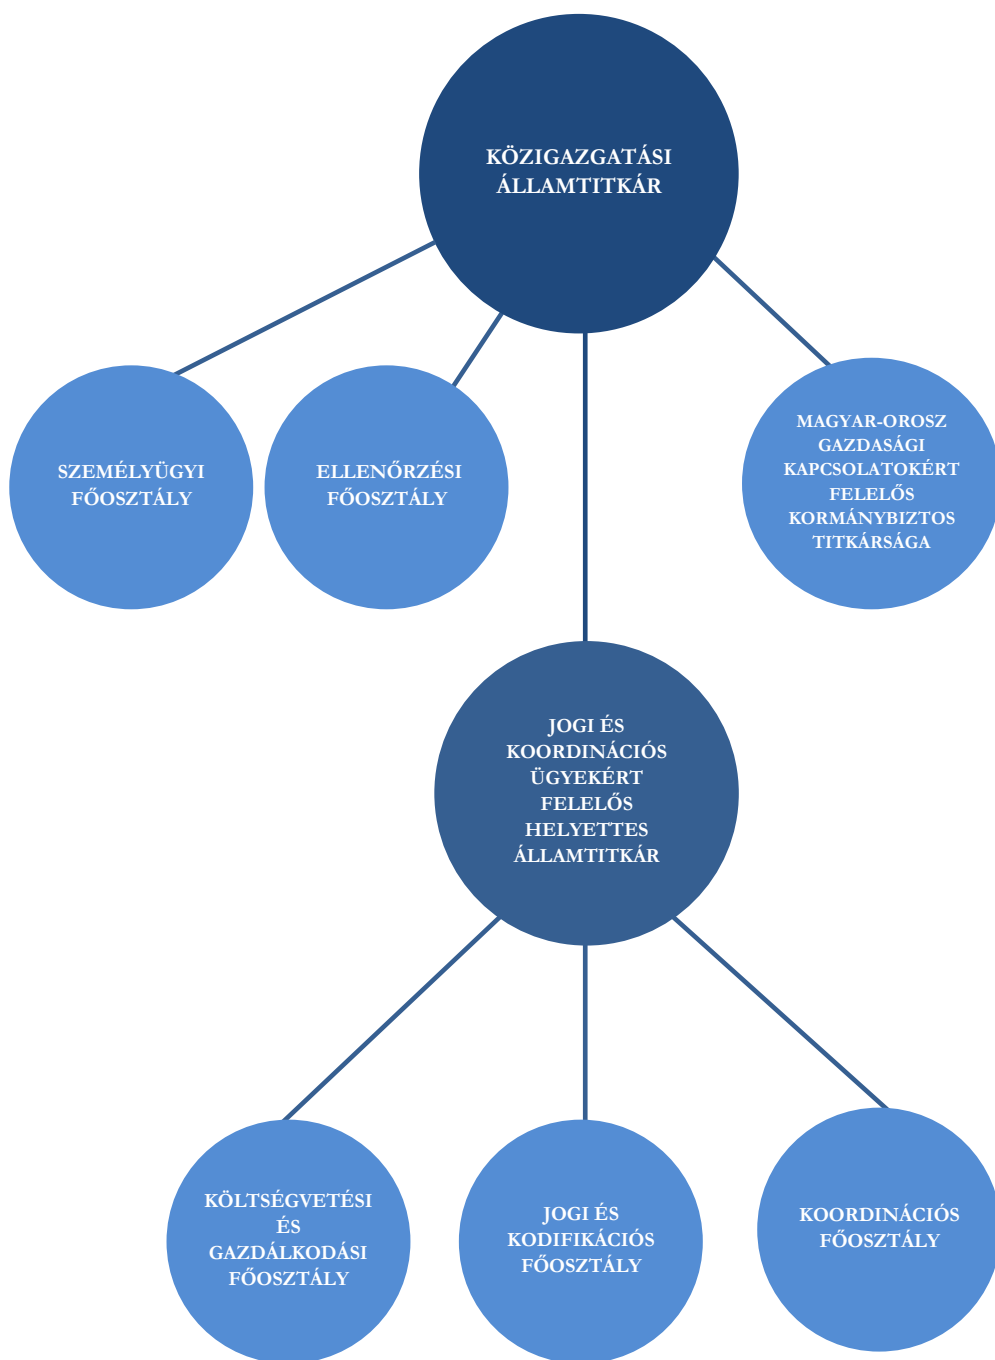 KÖZIGAZGATÁSI
ÁLLAMTITKÁR
SZEMÉLYÜGYI
FŐOSZTÁLY
ELLENŐRZÉSI
FŐOSZTÁLY
MAGYAR-OROSZ
GAZDASÁGI
KAPCSOLATOKÉRT
FELELŐS
KORMÁNYBIZTOS
TITKÁRSÁGA
JOGI ÉS
KOORDINÁCIÓS
ÜGYEKÉRT
FELELŐS
HELYETTES
ÁLLAMTITKÁR
KÖLTSÉGVETÉSI
ÉS
GAZDÁLKODÁSI
FŐOSZTÁLY
JOGI ÉS
KODIFIKÁCIÓS
FŐOSZTÁLY
KOORDINÁCIÓS
FŐOSZTÁLY